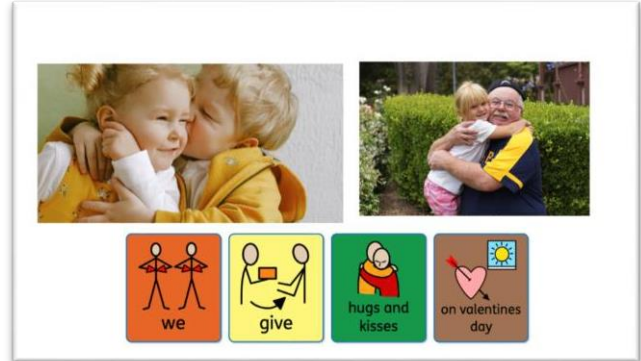 we
give
hugs and
kisses
on valentines
day